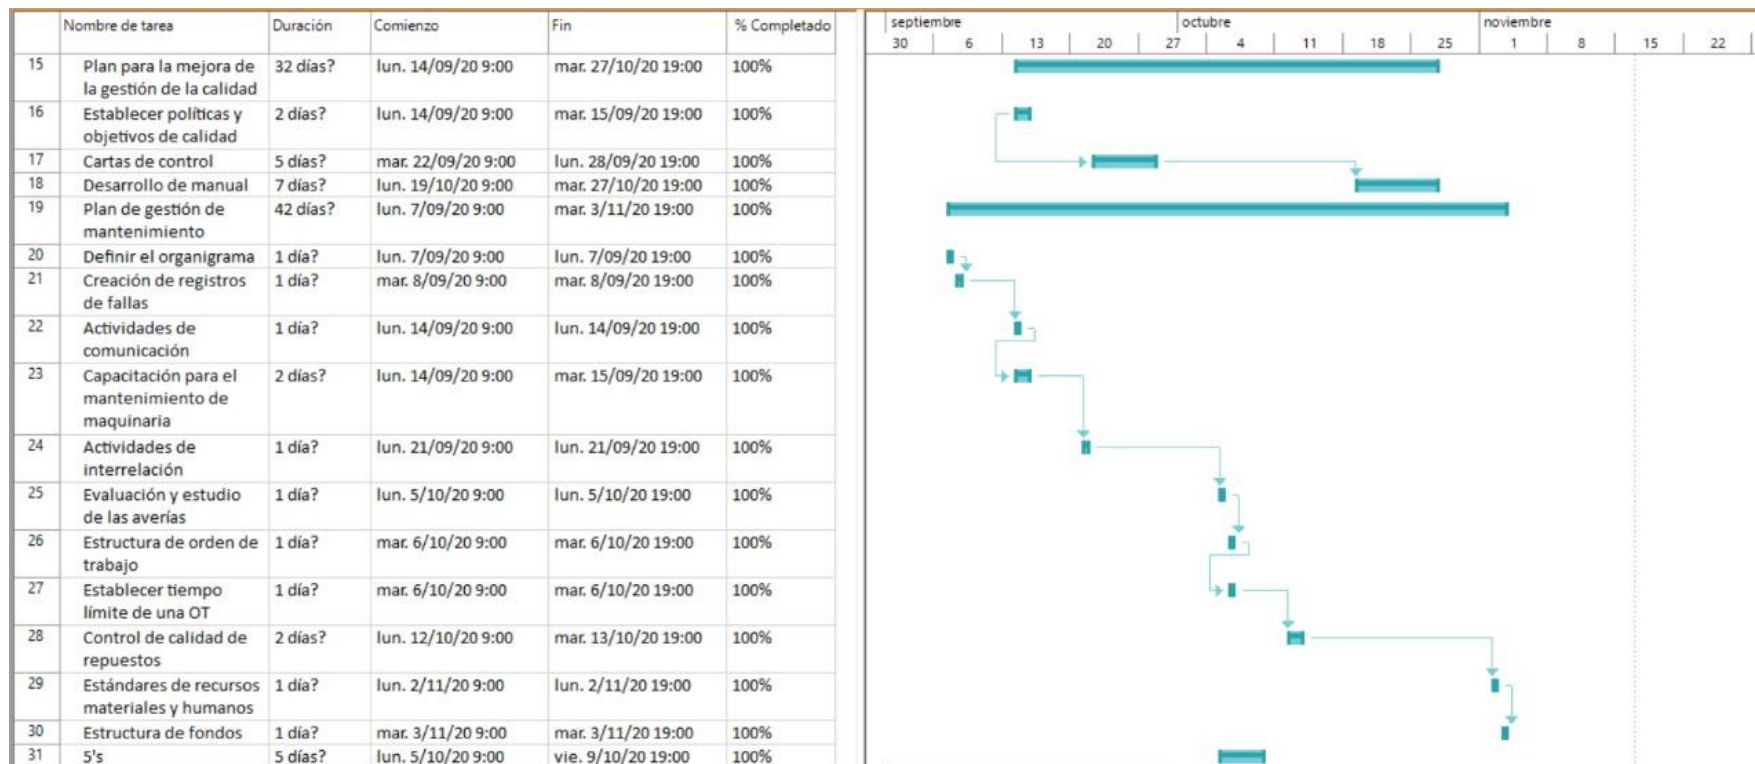 Nombre de tarea Duración Comienzo Fin % Completado
septiembre octubre noviembre
30 6 13 20 27 4 11 18 25 1 8 15 22
15 Plan para la mejora de 32 días? lun. 14/09/20 9:00 mar. 27/10/20 19:00 100%
la gestión de la calidad
16 Establecer políticas y 2 días? lun. 14/09/20 9:00 mar. 15/09/20 19:00 100%
objetivos de calidad
17 Cartas de control 5 días? mar. 22/09/20 9:00 lun. 28/09/20 19:00 100%
18 Desarrollo de manual 7 días? lun. 19/10/20 9:00 mar. 27/10/20 19:00 100%
19 Plan de gestión de 42 días? lun. 7/09/20 9:00 mar. 3/11/20 19:00 100%
mantenimiento
20 Definir el organigrama 1 día? lun. 7/09/20 9:00 lun. 7/09/20 19:00 100%
21 Creación de registros 1 día? mar. 8/09/20 9:00 mar. 8/09/20 19:00 100%
de fallas
22 Actividades de 1 día? lun. 14/09/20 9:00 lun. 14/09/20 19:00 100%
comunicación
23 Capacitación para el 2 días? lun. 14/09/20 9:00 mar. 15/09/20 19:00 100%
mantenimiento de
maquinaria
24 Actividades de 1 día? lun. 21/09/20 9:00 lun. 21/09/20 19:00 100%
interrelación
25 Evaluación y estudio 1 día? lun. 5/10/20 9:00 lun. 5/10/20 19:00 100%
de las averías
26 Estructura de orden de 1 día? mar. 6/10/20 9:00 mar. 6/10/20 19:00 100%
trabajo
27 Establecer tiempo 1 día? mar. 6/10/20 9:00 mar. 6/10/20 19:00 100%
límite de una OT
28 Control de calidad de 2 días? lun. 12/10/20 9:00 mar. 13/10/20 19:00 100%
repuestos
29 Estándares de recursos 1 día? lun. 2/11/20 9:00 lun. 2/11/20 19:00 100%
materiales y humanos
30 Estructura de fondos 1 día? mar. 3/11/20 9:00 mar. 3/11/20 19:00 100%
31 5's 5 días? lun. 5/10/20 9:00 vie. 9/10/20 19:00 100%